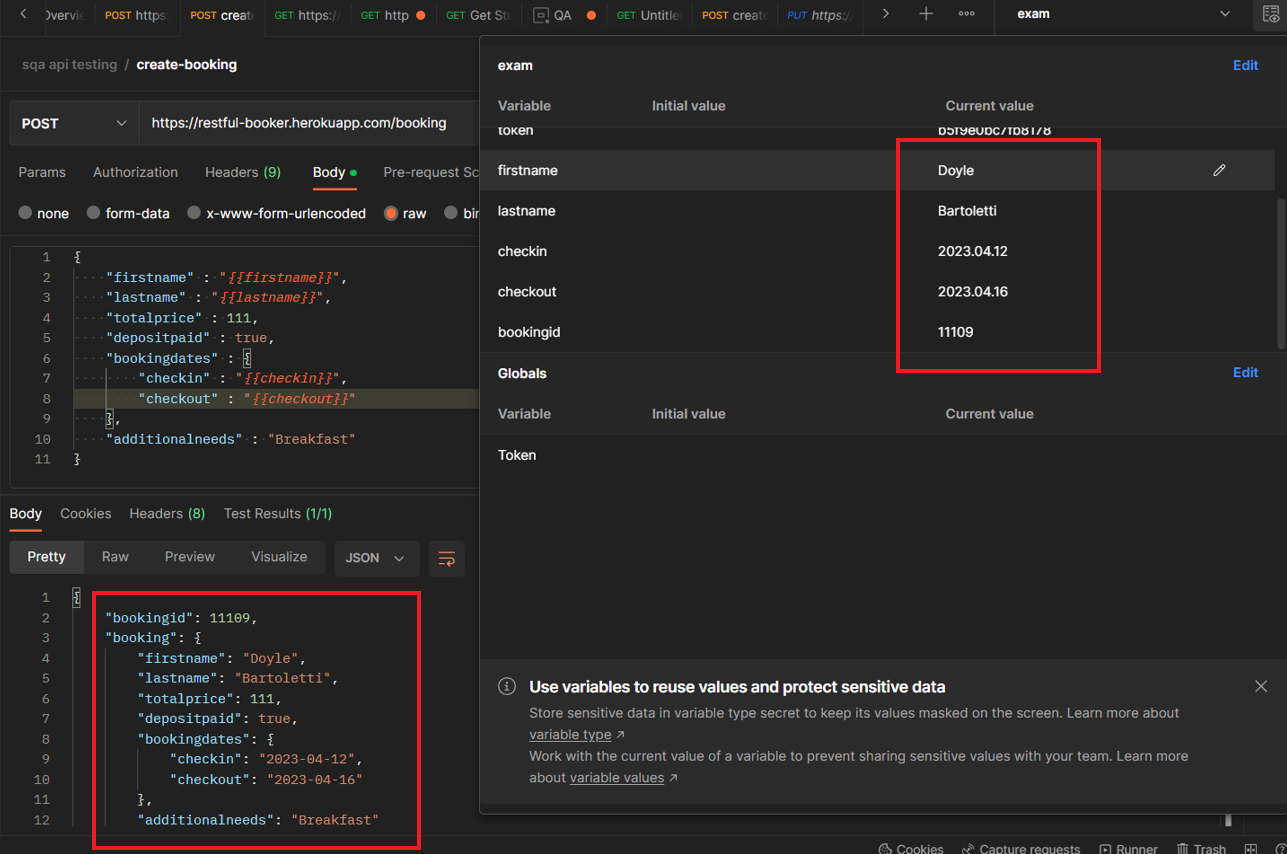 Overvie POST https: POST create GET https:/ GET http GET Get Stu QA GET Untitle POST create PUT https:/ exam
sqa api testing / create-booking
POST https://restful-booker.herokuapp.com/booking
Params Authorization Headers (9) Body Pre-request Sc
none form-data x-www-form-urlencoded raw bin
1 {
2 "firstname" : "{{firstname}}",
3 "lastname" : "{{lastname}}",
4 "totalprice" : 111,
5 "depositpaid" : true,
6 "bookingdates" : {
7 "checkin" : "{{checkin}}",
8 "checkout" : "{{checkout}}"
9 },
10 "additionalneeds" : "Breakfast"
11 }
Body Cookies Headers (8) Test Results (1/1)
Pretty Raw Preview Visualize JSON
1 {
2 "bookingid": 11109,
3 "booking": {
4 "firstname": "Doyle",
5 "lastname": "Bartoletti",
6 "totalprice": 111,
7 "depositpaid": true,
8 "bookingdates": {
9 "checkin": "2023-04-12",
10 "checkout": "2023-04-16"
11 },
12 "additionalneeds": "Breakfast"
exam Edit
Variable Initial value Current value
token b5f9e0bc7fb8178
firstname Doyle
lastname Bartoletti
checkin 2023.04.12
checkout 2023.04.16
bookingid 11109
Globals Edit
Variable Initial value Current value
Token
Use variables to reuse values and protect sensitive data
Store sensitive data in variable type secret to keep its values masked on the screen. Learn more about
variable type ↗
Work with the current value of a variable to prevent sharing sensitive values with your team. Learn more
about variable values ↗
Cookies Capture requests Runner Trash